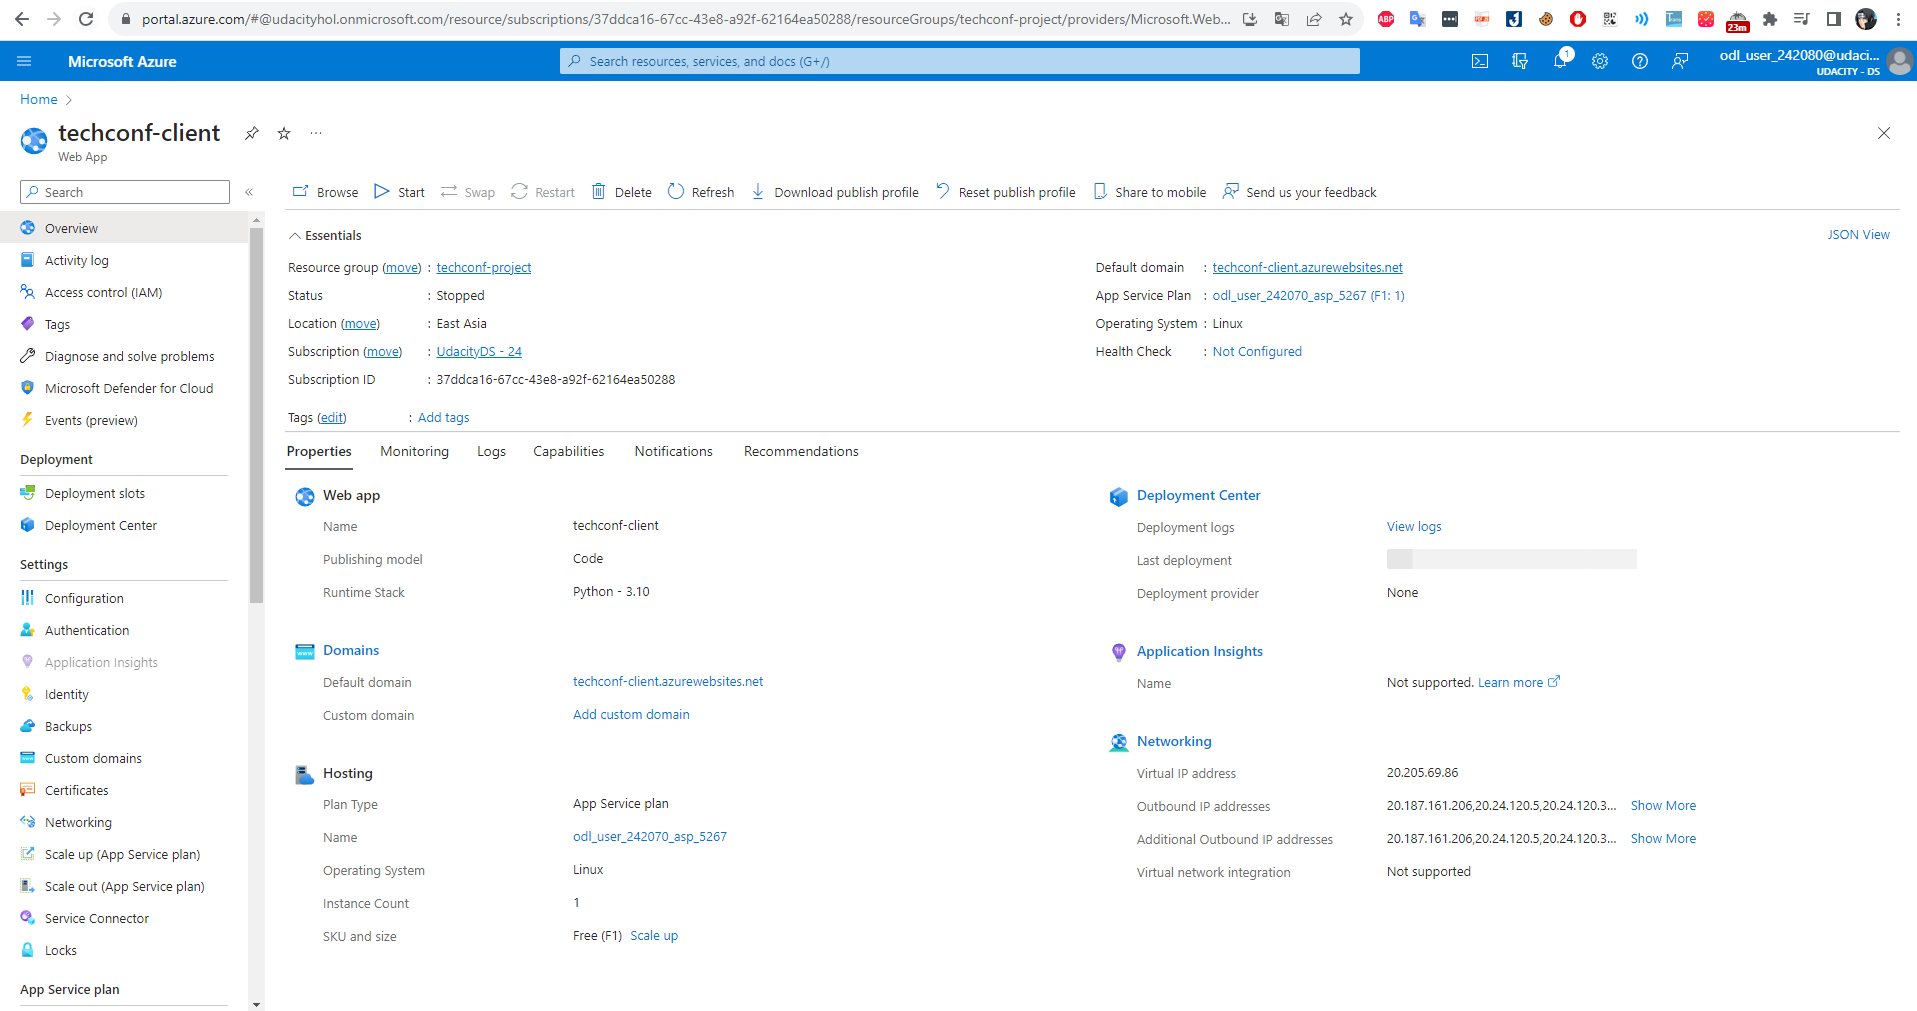 portal.azure.com/#@udacityhol.onmicrosoft.com/resource/subscriptions/37ddca16-67cc-43e8-a92f-62164ea50288/resourceGroups/techconf-project/providers/Microsoft.Web...
ABP
23m
Microsoft Azure
Search resources, services, and docs (G+/)
1
odl_user_242080@udaci...
UDACITY - DS
Home
techconf-client
Web App
Search
Browse Start Swap Restart Delete Refresh Download publish profile Reset publish profile Share to mobile Send us your feedback
Overview
Activity log
Access control (IAM)
Tags
Diagnose and solve problems
Microsoft Defender for Cloud
Events (preview)
Deployment
Deployment slots
Deployment Center
Settings
Configuration
Authentication
Application Insights
Identity
Backups
Custom domains
Certificates
Networking
Scale up (App Service plan)
Scale out (App Service plan)
Service Connector
Locks
App Service plan
Essentials
JSON View
Resource group (move) : techconf-project
Status : Stopped
Location (move) : East Asia
Subscription (move) : UdacityDS - 24
Subscription ID : 37ddca16-67cc-43e8-a92f-62164ea50288
Default domain : techconf-client.azurewebsites.net
App Service Plan : odl_user_242070_asp_5267 (F1: 1)
Operating System : Linux
Health Check : Not Configured
Tags (edit) : Add tags
Properties Monitoring Logs Capabilities Notifications Recommendations
Web app
Name techconf-client
Publishing model Code
Runtime Stack Python - 3.10
Domains
Default domain techconf-client.azurewebsites.net
Custom domain Add custom domain
Hosting
Plan Type App Service plan
Name odl_user_242070_asp_5267
Operating System Linux
Instance Count 1
SKU and size Free (F1) Scale up
Deployment Center
Deployment logs View logs
Last deployment
Deployment provider None
Application Insights
Name Not supported. Learn more
Networking
Virtual IP address 20.205.69.86
Outbound IP addresses 20.187.161.206,20.24.120.5,20.24.120.3... Show More
Additional Outbound IP addresses 20.187.161.206,20.24.120.5,20.24.120.3... Show More
Virtual network integration Not supported